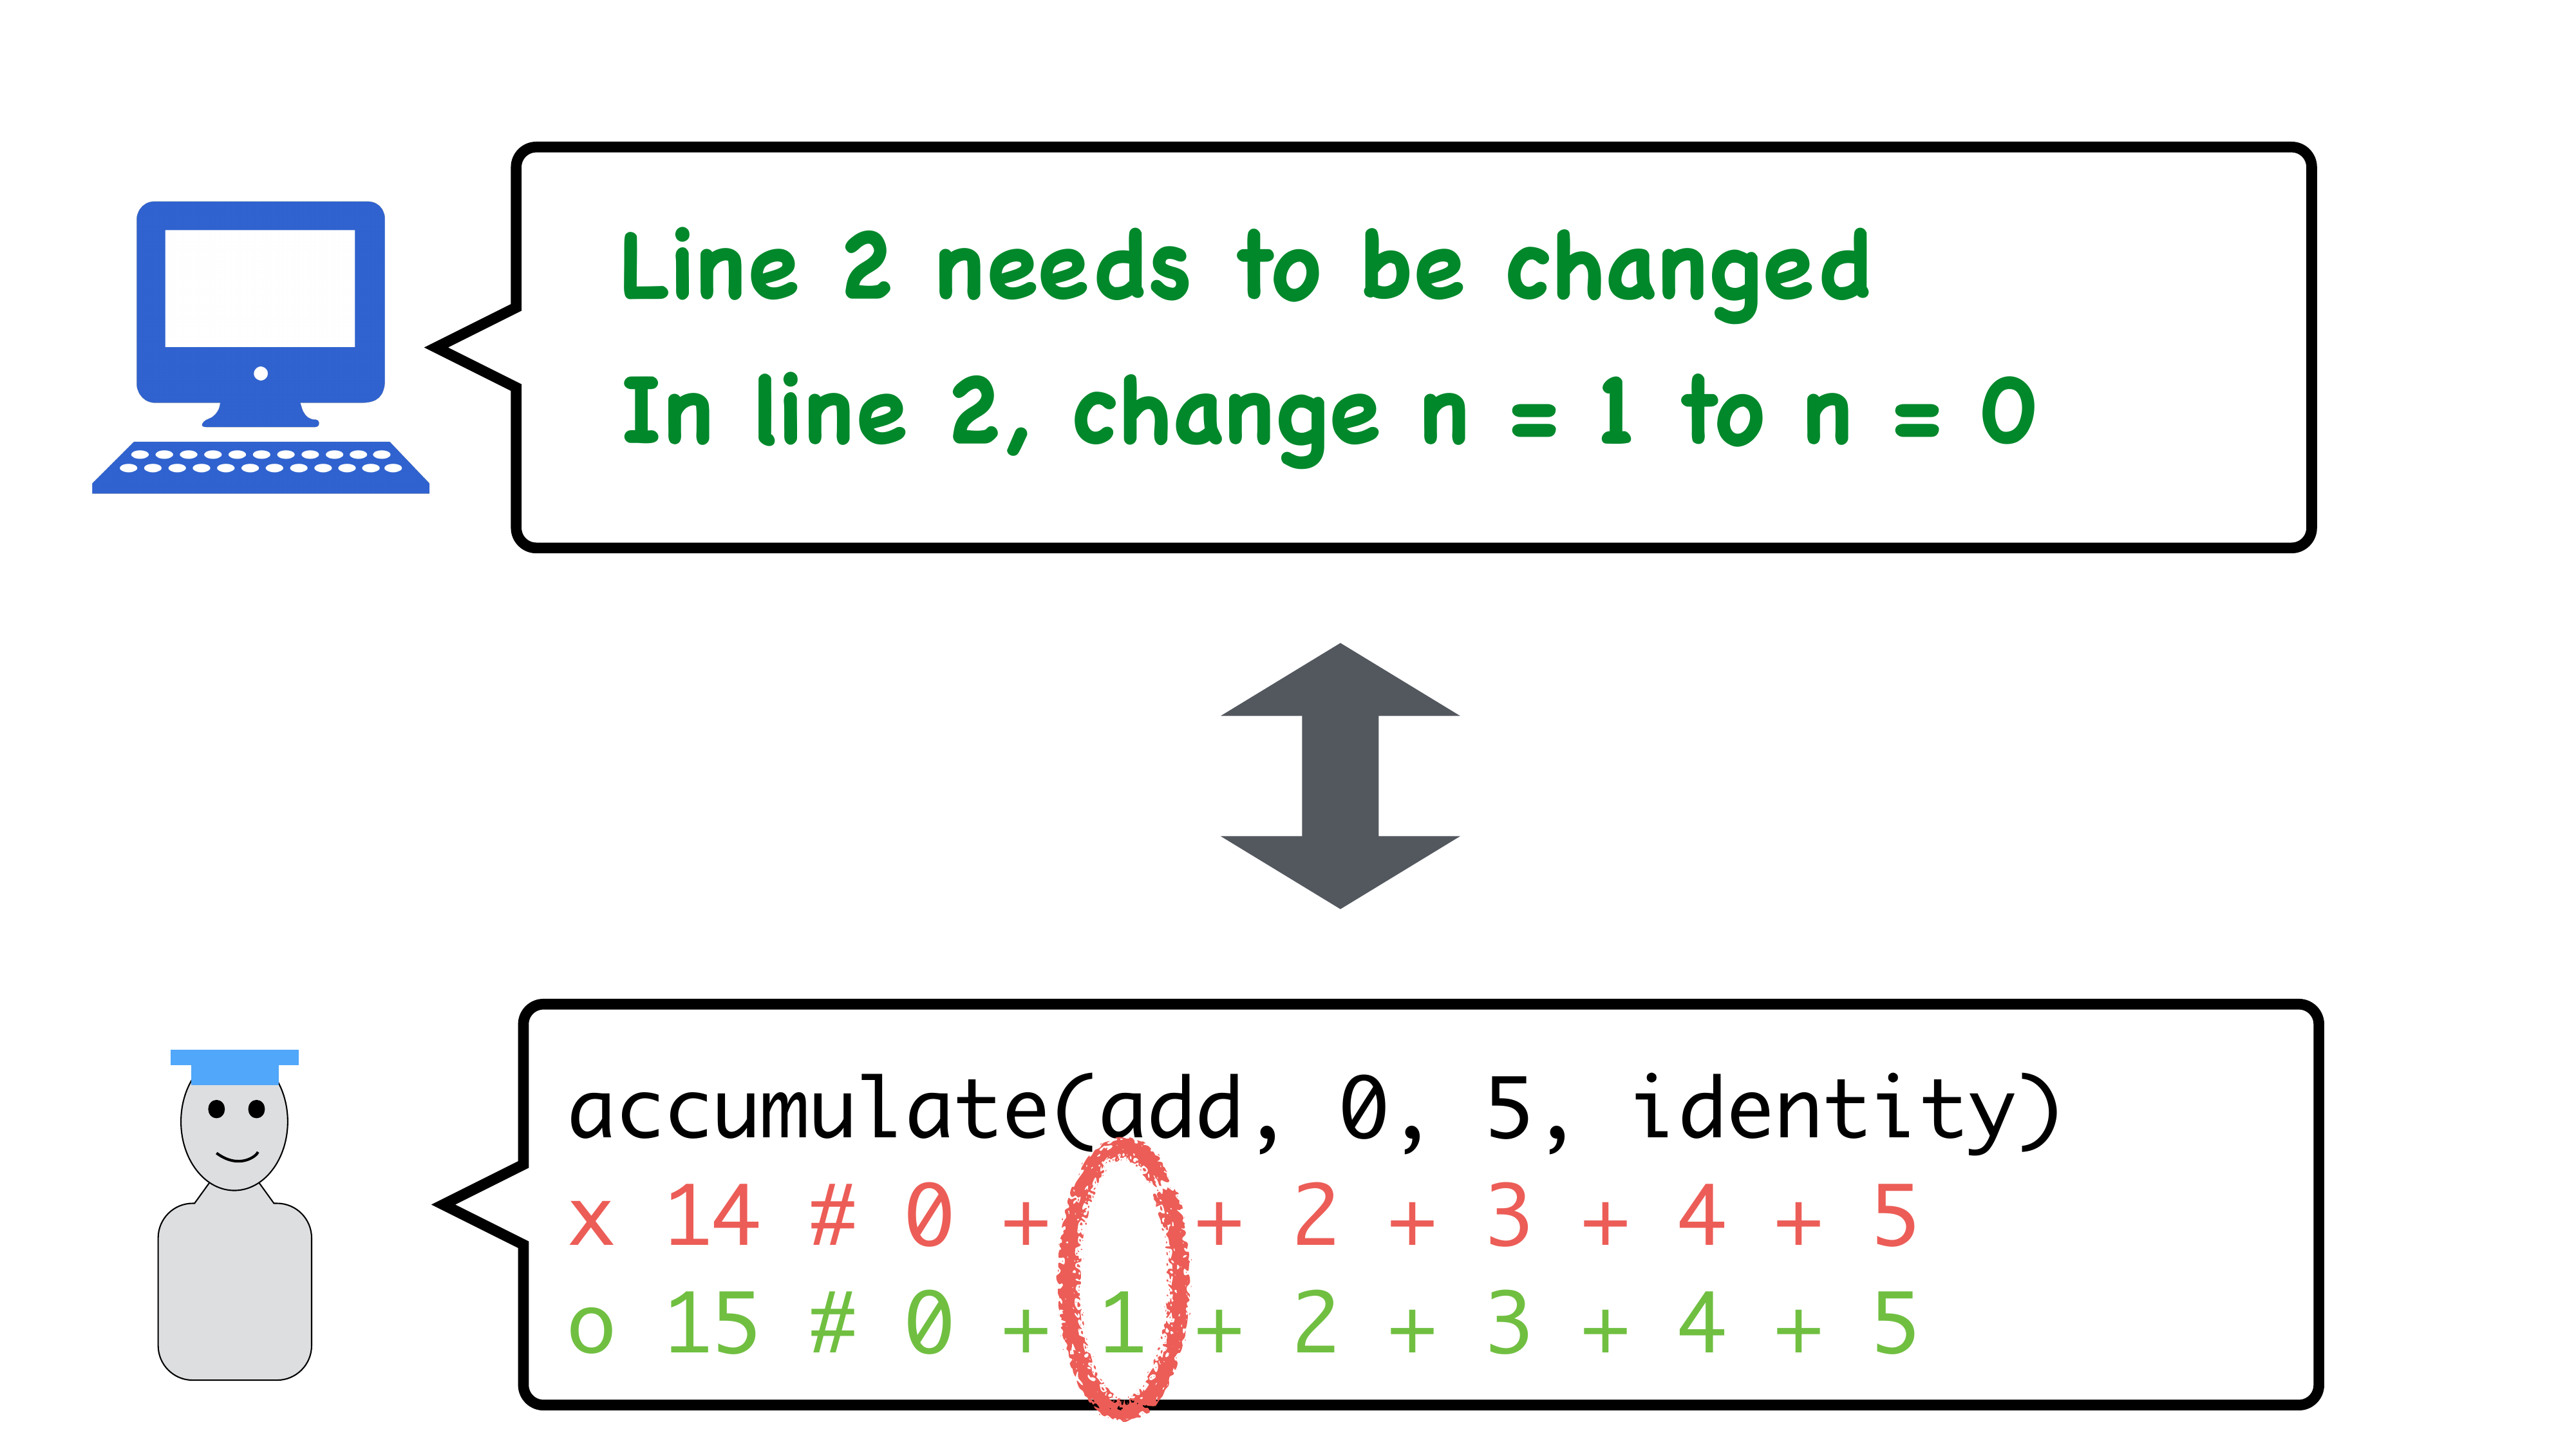 Line 2 needs to be changed
In line 2, change n = 1 to n = 0
accumulate(add, 0, 5, identity)
x 14 # 0 +   + 2 + 3 + 4 + 5
o 15 # 0 + 1 + 2 + 3 + 4 + 5